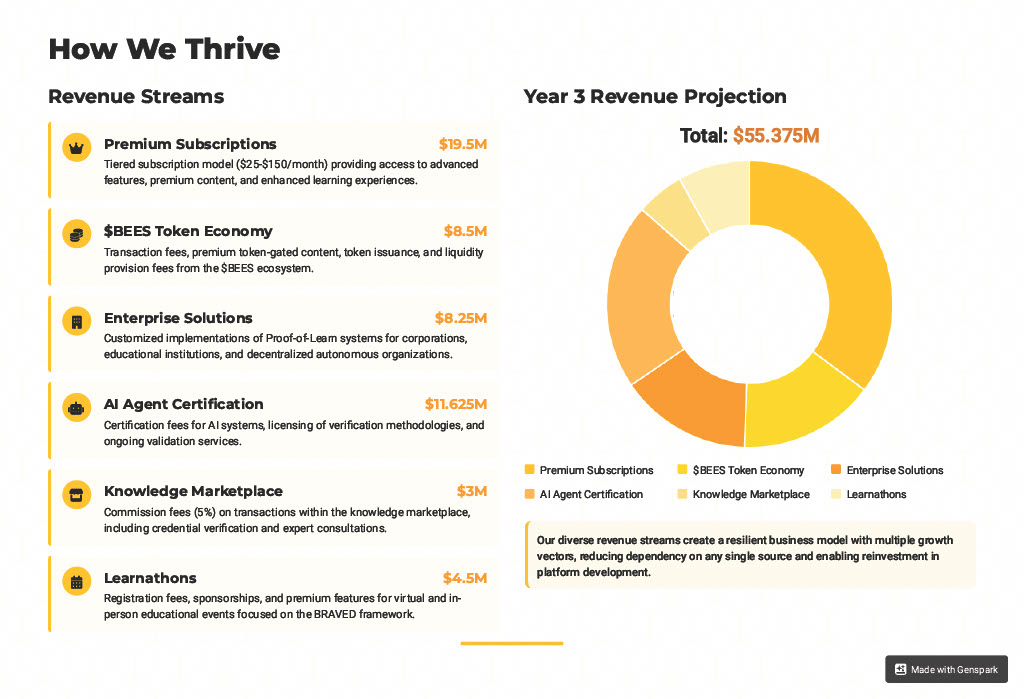 How We Thrive
Revenue Streams
Premium Subscriptions $19.5M
Tiered subscription model ($25-$150/month) providing access to advanced
features, premium content, and enhanced learning experiences.
$BEES Token Economy $8.5M
Transaction fees, premium token-gated content, token issuance, and liquidity
provision fees from the $BEES ecosystem.
Enterprise Solutions $8.25M
Customized implementations of Proof-of-Learn systems for corporations,
educational institutions, and decentralized autonomous organizations.
AI Agent Certification $11.625M
Certification fees for AI systems, licensing of verification methodologies, and
ongoing validation services.
Knowledge Marketplace $3M
Commission fees (5%) on transactions within the knowledge marketplace,
including credential verification and expert consultations.
Learnathons $4.5M
Registration fees, sponsorships, and premium features for virtual and in-
person educational events focused on the BRAVED framework.
Year 3 Revenue Projection
Total: $55.375M
Premium Subscriptions $BEES Token Economy Enterprise Solutions
AI Agent Certification Knowledge Marketplace Learnathons
Our diverse revenue streams create a resilient business model with multiple growth
vectors, reducing dependency on any single source and enabling reinvestment in
platform development.
Made with Genspark